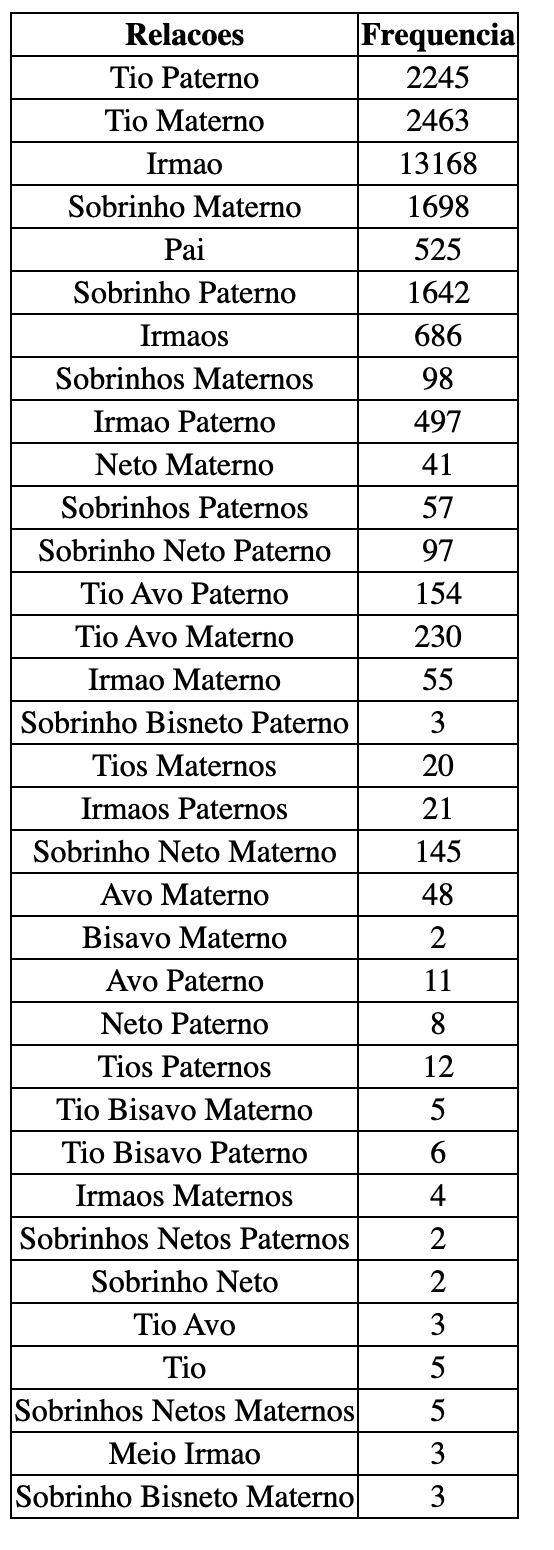 Relacoes Frequencia
Tio Paterno 2245
Tio Materno 2463
Irmao 13168
Sobrinho Materno 1698
Pai 525
Sobrinho Paterno 1642
Irmaos 686
Sobrinhos Maternos 98
Irmao Paterno 497
Neto Materno 41
Sobrinhos Paternos 57
Sobrinho Neto Paterno 97
Tio Avo Paterno 154
Tio Avo Materno 230
Irmao Materno 55
Sobrinho Bisneto Paterno 3
Tios Maternos 20
Irmaos Paternos 21
Sobrinho Neto Materno 145
Avo Materno 48
Bisavo Materno 2
Avo Paterno 11
Neto Paterno 8
Tios Paternos 12
Tio Bisavo Materno 5
Tio Bisavo Paterno 6
Irmaos Maternos 4
Sobrinhos Netos Paternos 2
Sobrinho Neto 2
Tio Avo 3
Tio 5
Sobrinhos Netos Maternos 5
Meio Irmao 3
Sobrinho Bisneto Materno 3